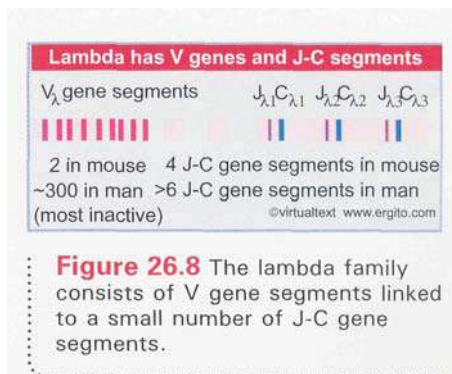 Lambda has V genes and J-C segments
Vλ gene segments Jλ1Cλ1 Jλ2Cλ2 Jλ3Cλ3
2 in mouse 4 J-C gene segments in mouse
~300 in man >6 J-C gene segments in man
(most inactive) ©virtualtext www.ergito.com
Figure 26.8 The lambda family
consists of V gene segments linked
to a small number of J-C gene
segments.